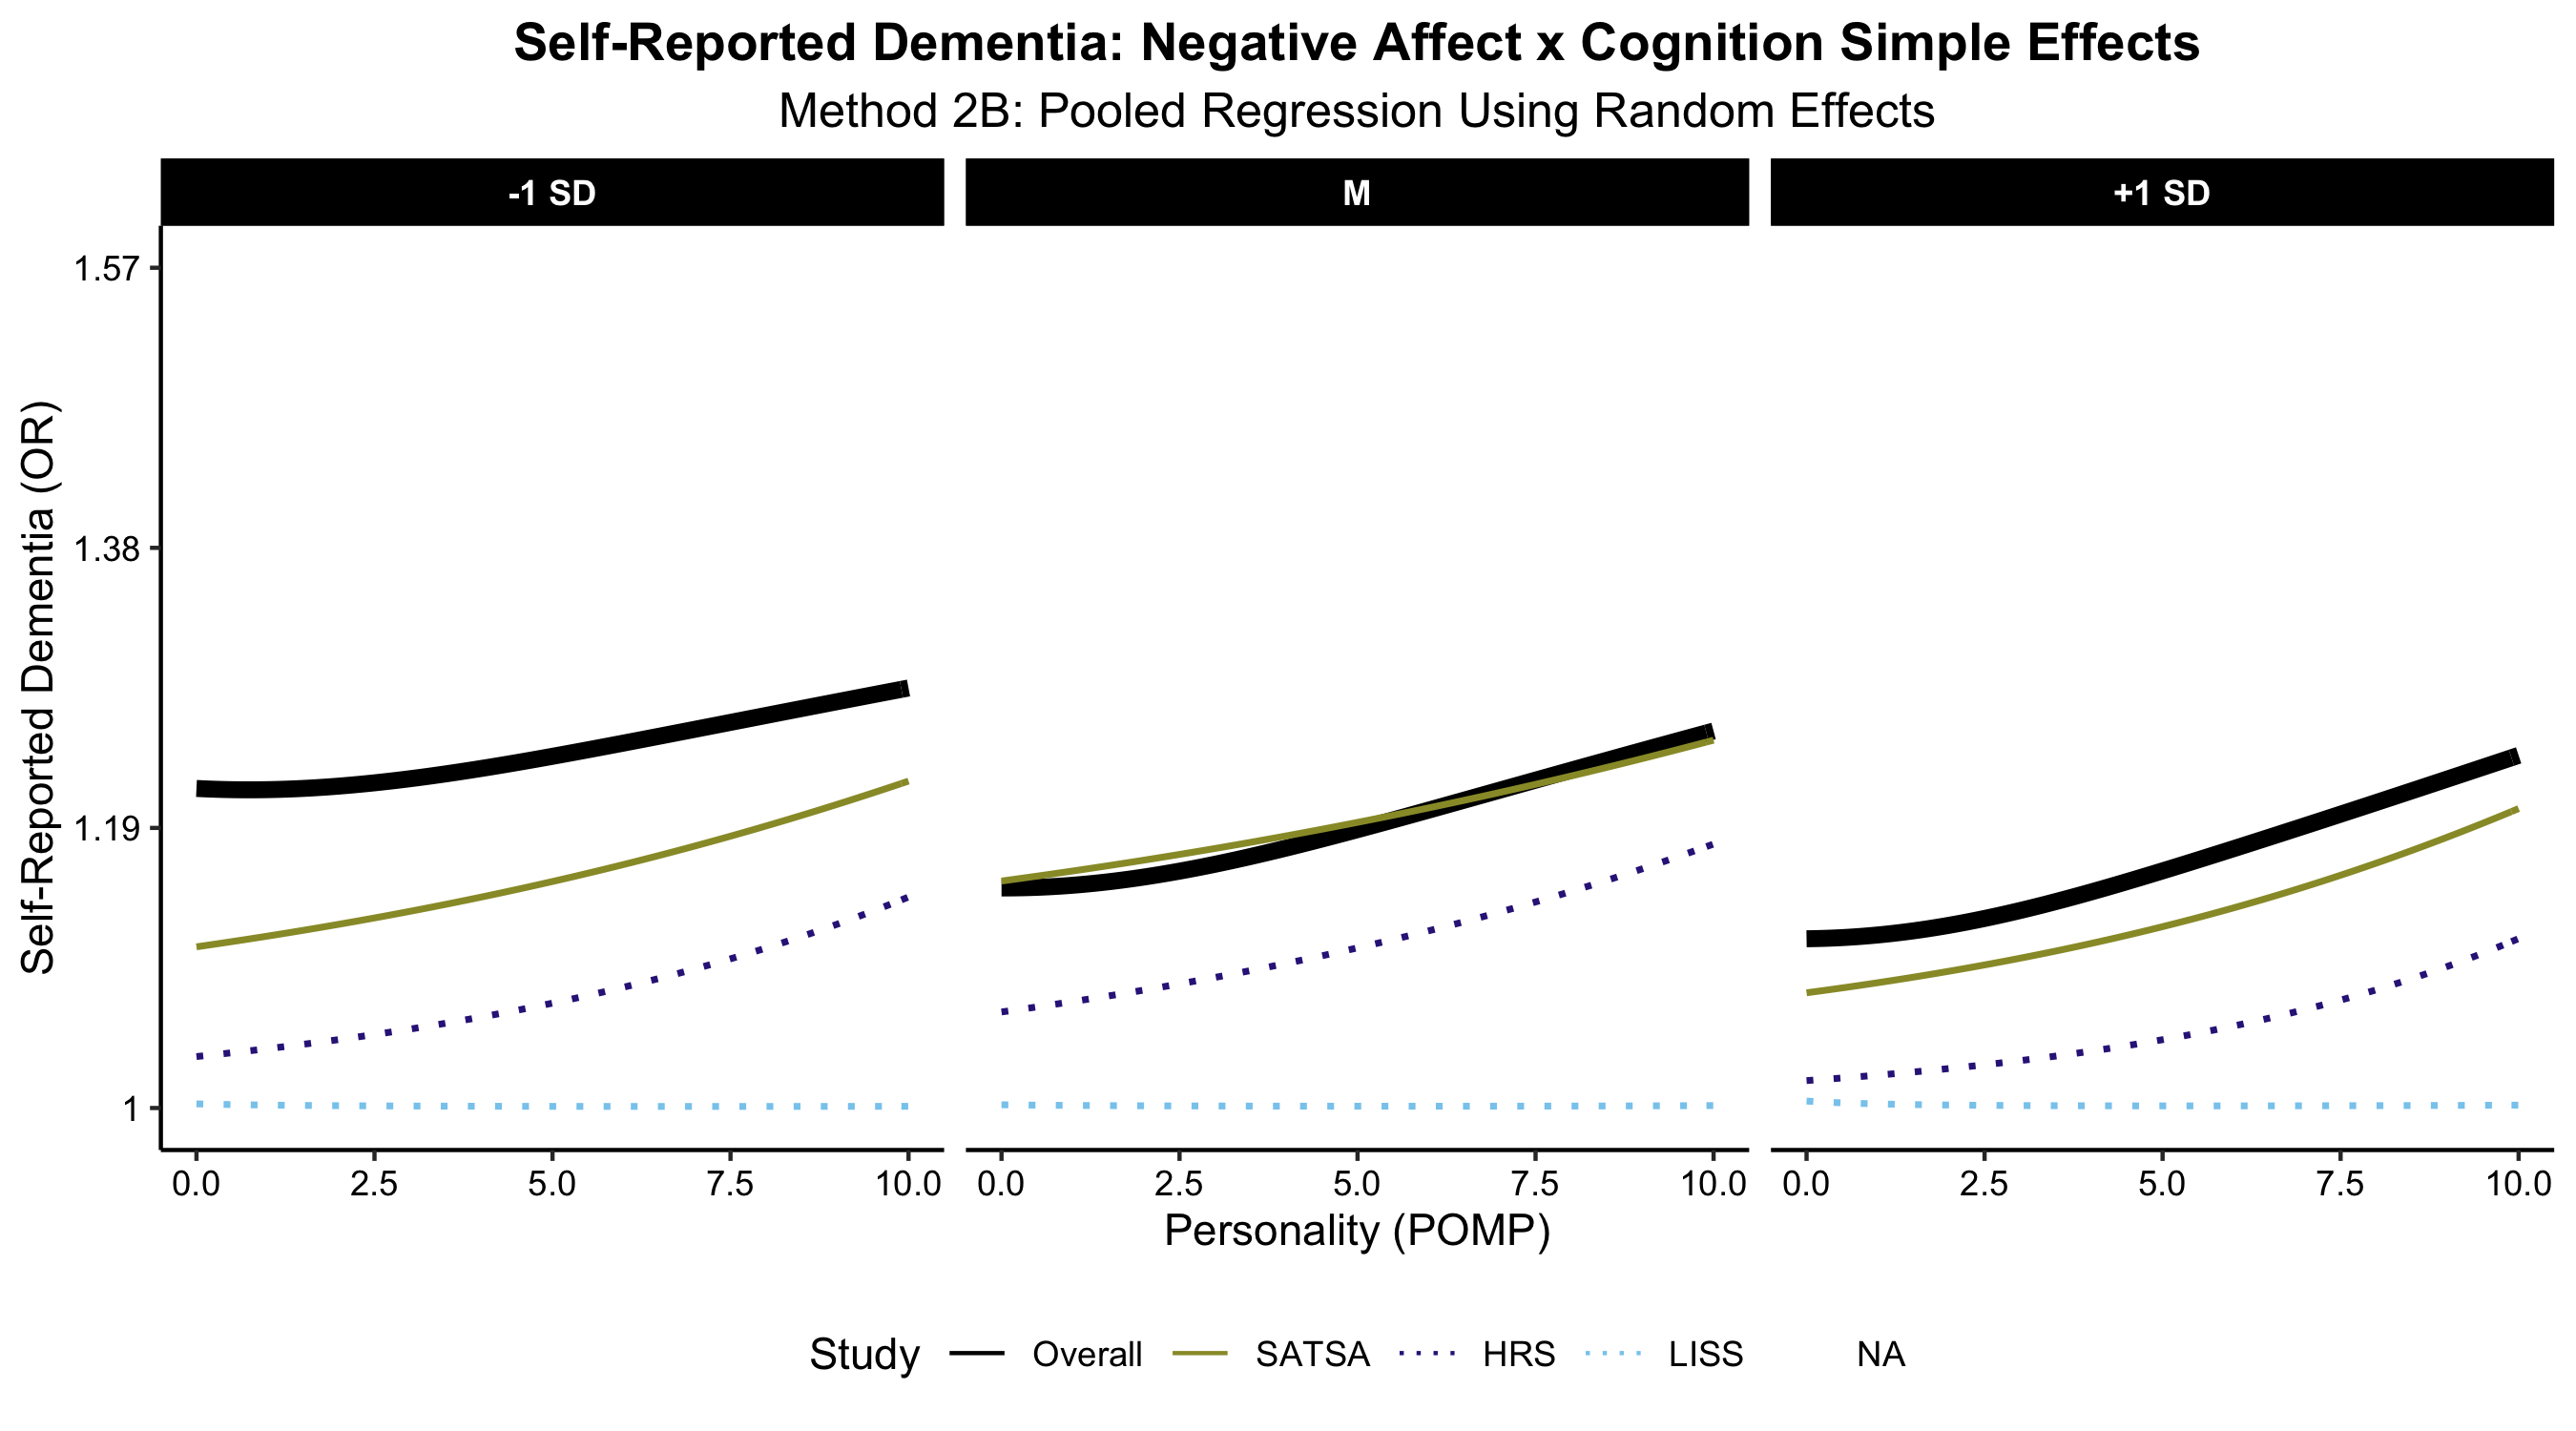 Self-Reported Dementia: Negative Affect x Cognition Simple Effects
Method 2B: Pooled Regression Using Random Effects
-1 SD
M
+1 SD
Self-Reported Dementia (OR)
1.57
1.38
1.19
1
0.0 2.5 5.0 7.5 10.0
0.0 2.5 5.0 7.5 10.0
0.0 2.5 5.0 7.5 10.0
Personality (POMP)
Study Overall SATSA HRS LISS NA